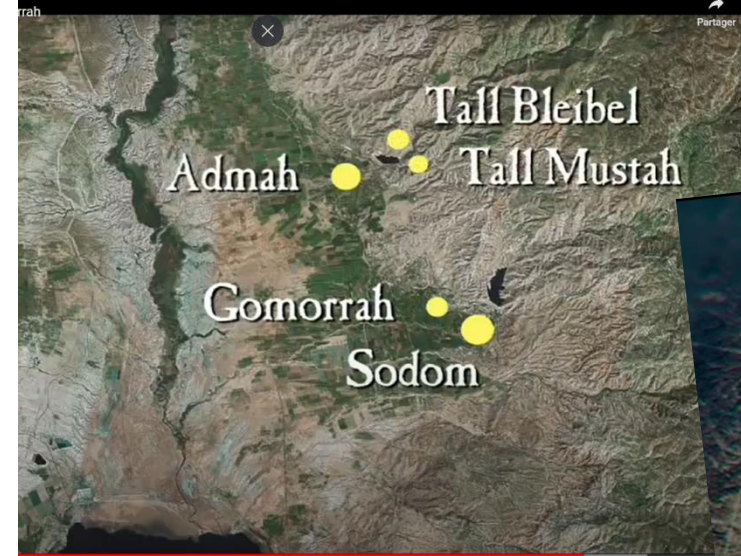 rrah
Partager
Tall Bleibel
Admah
Tall Mustah
Gomorrah
Sodom